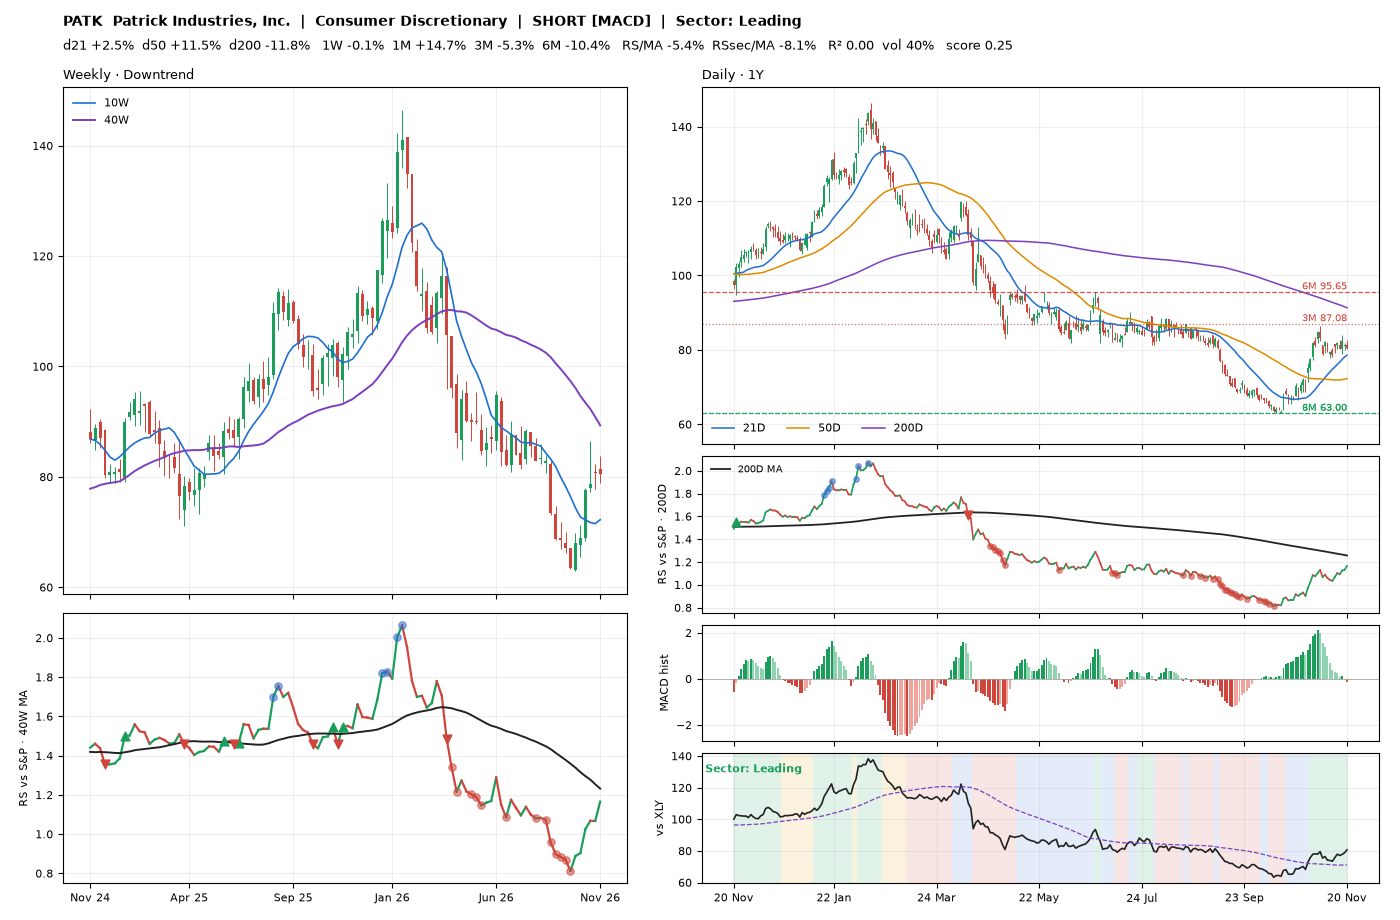 PATK  Patrick Industries, Inc.  |  Consumer Discretionary  |  SHORT [MACD]  |  Sector: Leading
d21 +2.5%  d50 +11.5%  d200 -11.8%   1W -0.1%  1M +14.7%  3M -5.3%  6M -10.4%   RS/MA -5.4%  RSsec/MA -8.1%   R² 0.00  vol 40%   score 0.25
Weekly · Downtrend
10W
40W
140
120
100
80
60
RS vs S&P · 40W MA
2.0
1.8
1.6
1.4
1.2
1.0
0.8
Nov 24
Apr 25
Sep 25
Jan 26
Jun 26
Nov 26
Daily · 1Y
140
120
100
80
60
6M 95.65
3M 87.08
6M 63.00
21D
50D
200D
RS vs S&P · 200D
200D MA
2.0
1.8
1.6
1.4
1.2
1.0
0.8
MACD hist
2
0
−2
vs XLY
Sector: Leading
140
120
100
80
60
20 Nov
22 Jan
24 Mar
22 May
24 Jul
23 Sep
20 Nov